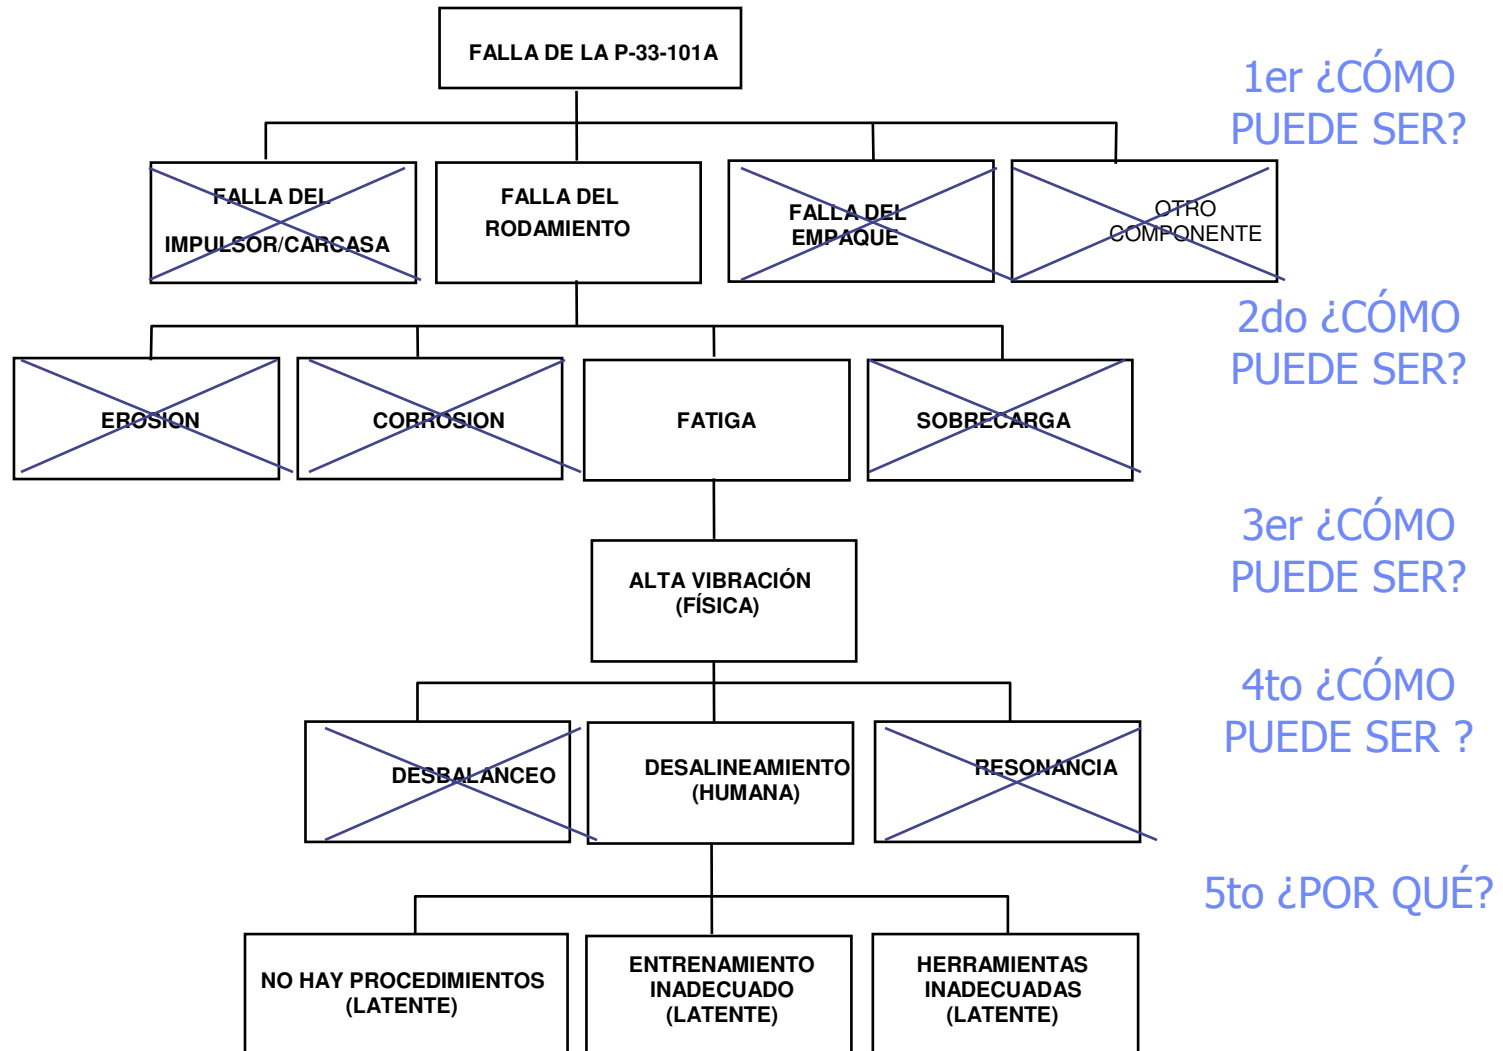 FALLA DE LA P-33-101A
1er ¿CÓMO
PUEDE SER?
FALLA DEL
IMPULSOR/CARCASA
FALLA DEL
RODAMIENTO
FALLA DEL
EMPAQUE
OTRO
COMPONENTE
2do ¿CÓMO
PUEDE SER?
EROSION
CORROSION
FATIGA
SOBRECARGA
3er ¿CÓMO
PUEDE SER?
ALTA VIBRACIÓN
(FÍSICA)
4to ¿CÓMO
PUEDE SER ?
DESBALANCEO
DESALINEAMIENTO
(HUMANA)
RESONANCIA
5to ¿POR QUÉ?
NO HAY PROCEDIMIENTOS
(LATENTE)
ENTRENAMIENTO
INADECUADO
(LATENTE)
HERRAMIENTAS
INADECUADAS
(LATENTE)